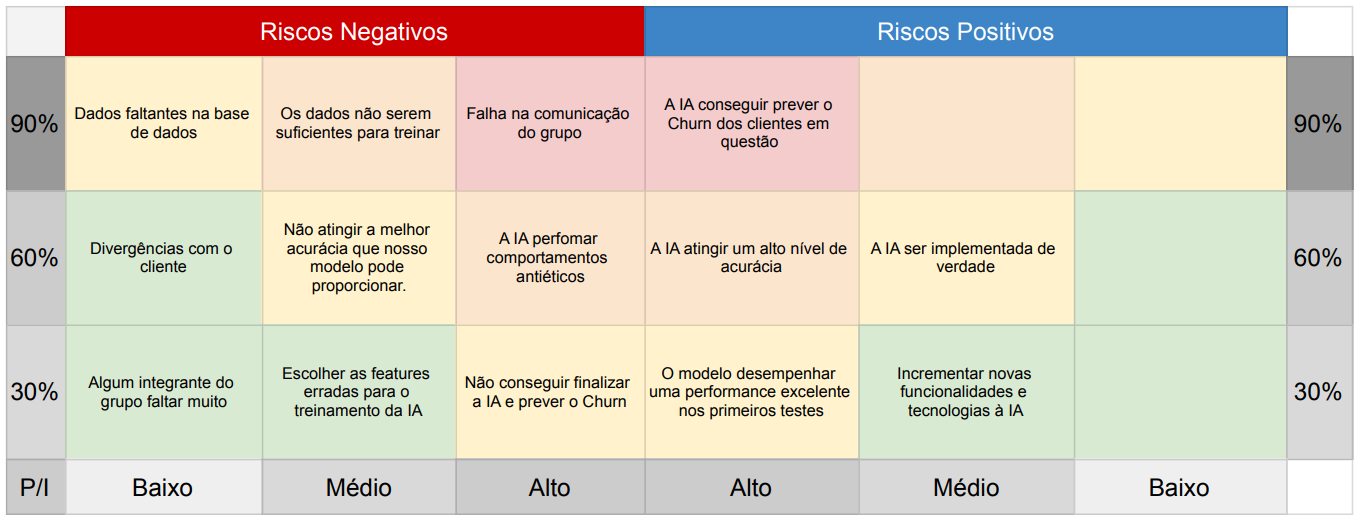 Riscos Negativos
Riscos Positivos
90%
Dados faltantes na base
de dados
Os dados não serem
suficientes para treinar
Falha na comunicação
do grupo
A IA conseguir prever o
Churn dos clientes em
questão
90%
60%
Divergências com o
cliente
Não atingir a melhor
acurácia que nosso
modelo pode
proporcionar.
A IA perfomar
comportamentos
antiéticos
A IA atingir um alto nível de
acurácia
A IA ser implementada de
verdade
60%
30%
Algum integrante do
grupo faltar muito
Escolher as features
erradas para o
treinamento da IA
Não conseguir finalizar
a IA e prever o Churn
O modelo desempenhar
uma performance excelente
nos primeiros testes
Incrementar novas
funcionalidades e
tecnologias à IA
30%
P/I
Baixo
Médio
Alto
Alto
Médio
Baixo